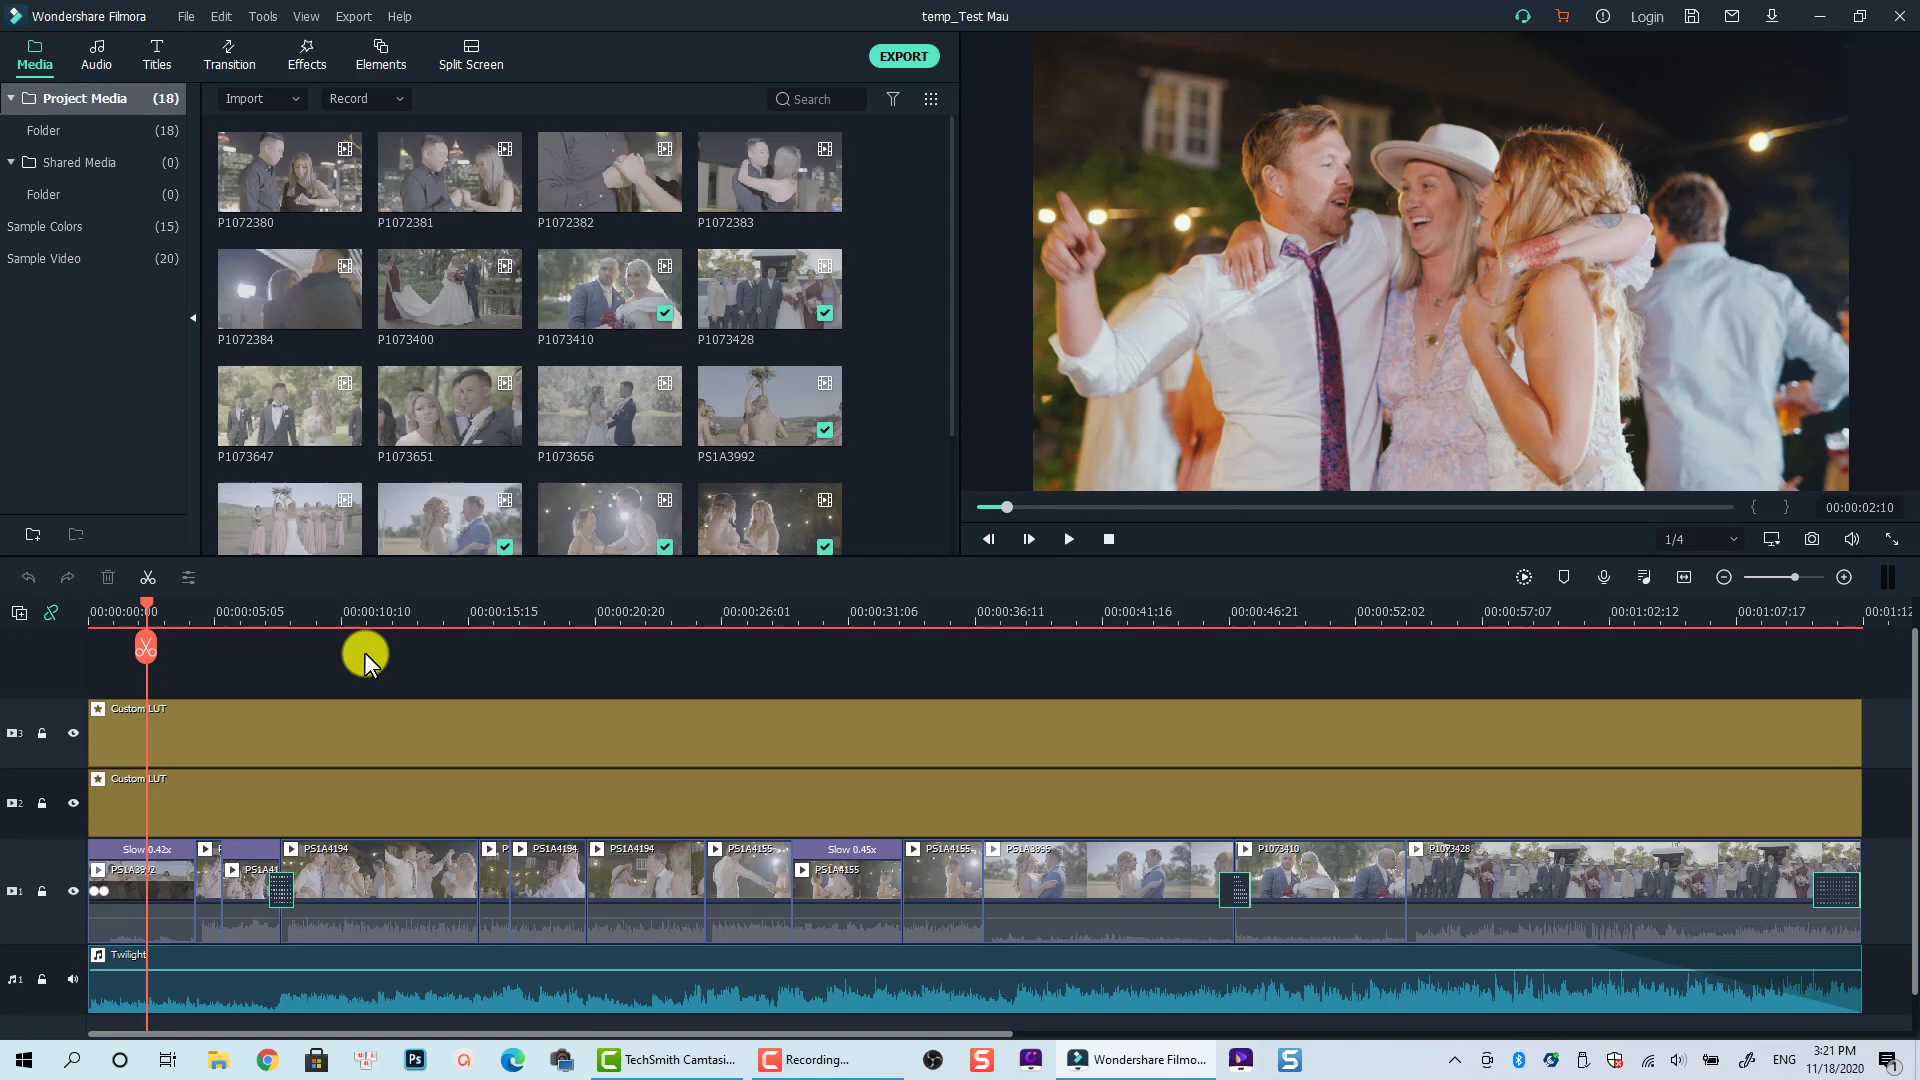 Wondershare Filmora File Edit Tools View Export Help temp_Test Mau Login
Media Audio Titles Transition Effects Elements Split Screen EXPORT
Project Media (18)
Folder (18)
Shared Media (0)
Folder (0)
Sample Colors (15)
Sample Video (20)
Import Record Search
P1072380 P1072381 P1072382 P1072383
P1072384 P1073400 P1073410 P1073428
P1073647 P1073651 P1073656 PS1A3992
{ } 00:00:02:10
1/4
00:00:00:00 00:00:05:05 00:00:10:10 00:00:15:15 00:00:20:20 00:00:26:01 00:00:31:06 00:00:36:11 00:00:41:16 00:00:46:21 00:00:52:02 00:00:57:07 00:01:02:12 00:01:07:17 00:01:12
3 Custom LUT
2 Custom LUT
Slow 0.42x PS1A4194 PS1A4194 PS1A4194 PS1A4155 Slow 0.45x PS1A4155 PS1A3996 P1073410 P1073428
PS1A3992 PS1A41 PS1A4155
1
Twilight
1
TechSmith Camtasi... Recording... Wondershare Filmo... ENG 3:21 PM
11/18/2020